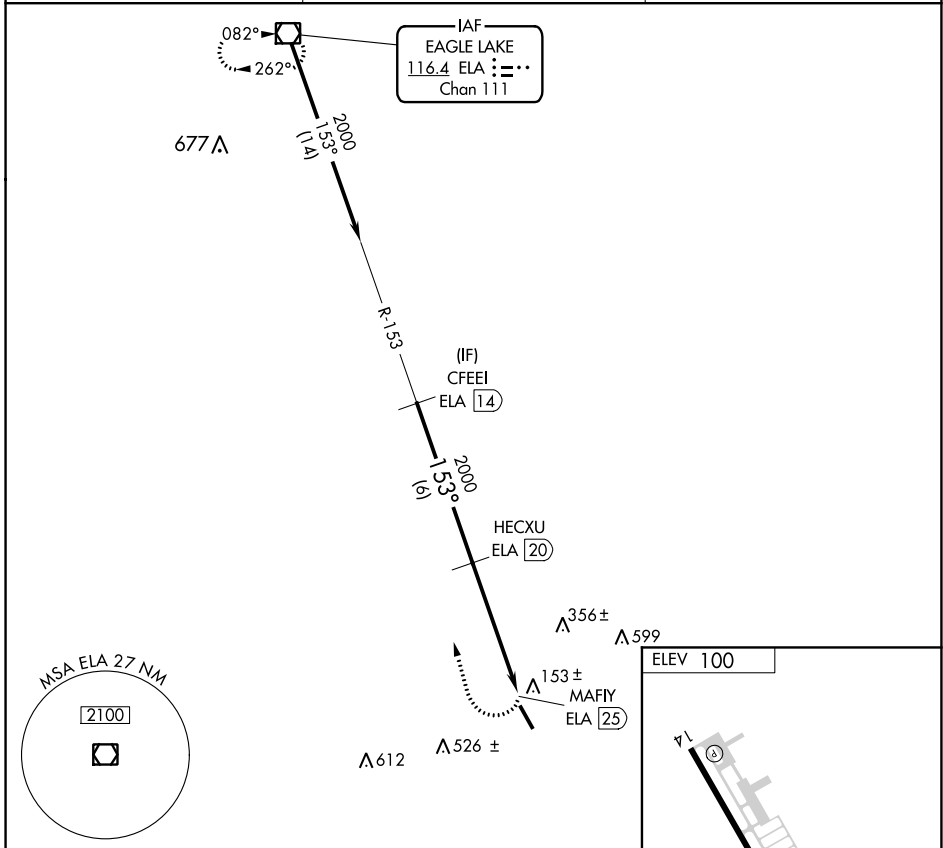 IAF
EAGLE LAKE
116.4 ELA
Chan 111
082°
262°
677
2000
153°
(14)
R-153
(IF)
CFEEI
ELA 14
2000
153°
(6)
HECXU
ELA 20
356 ±
599
153 ±
MAFIY
ELA 25
526 ±
612
MSA ELA 27 NM
2100
ELEV 100
14
P